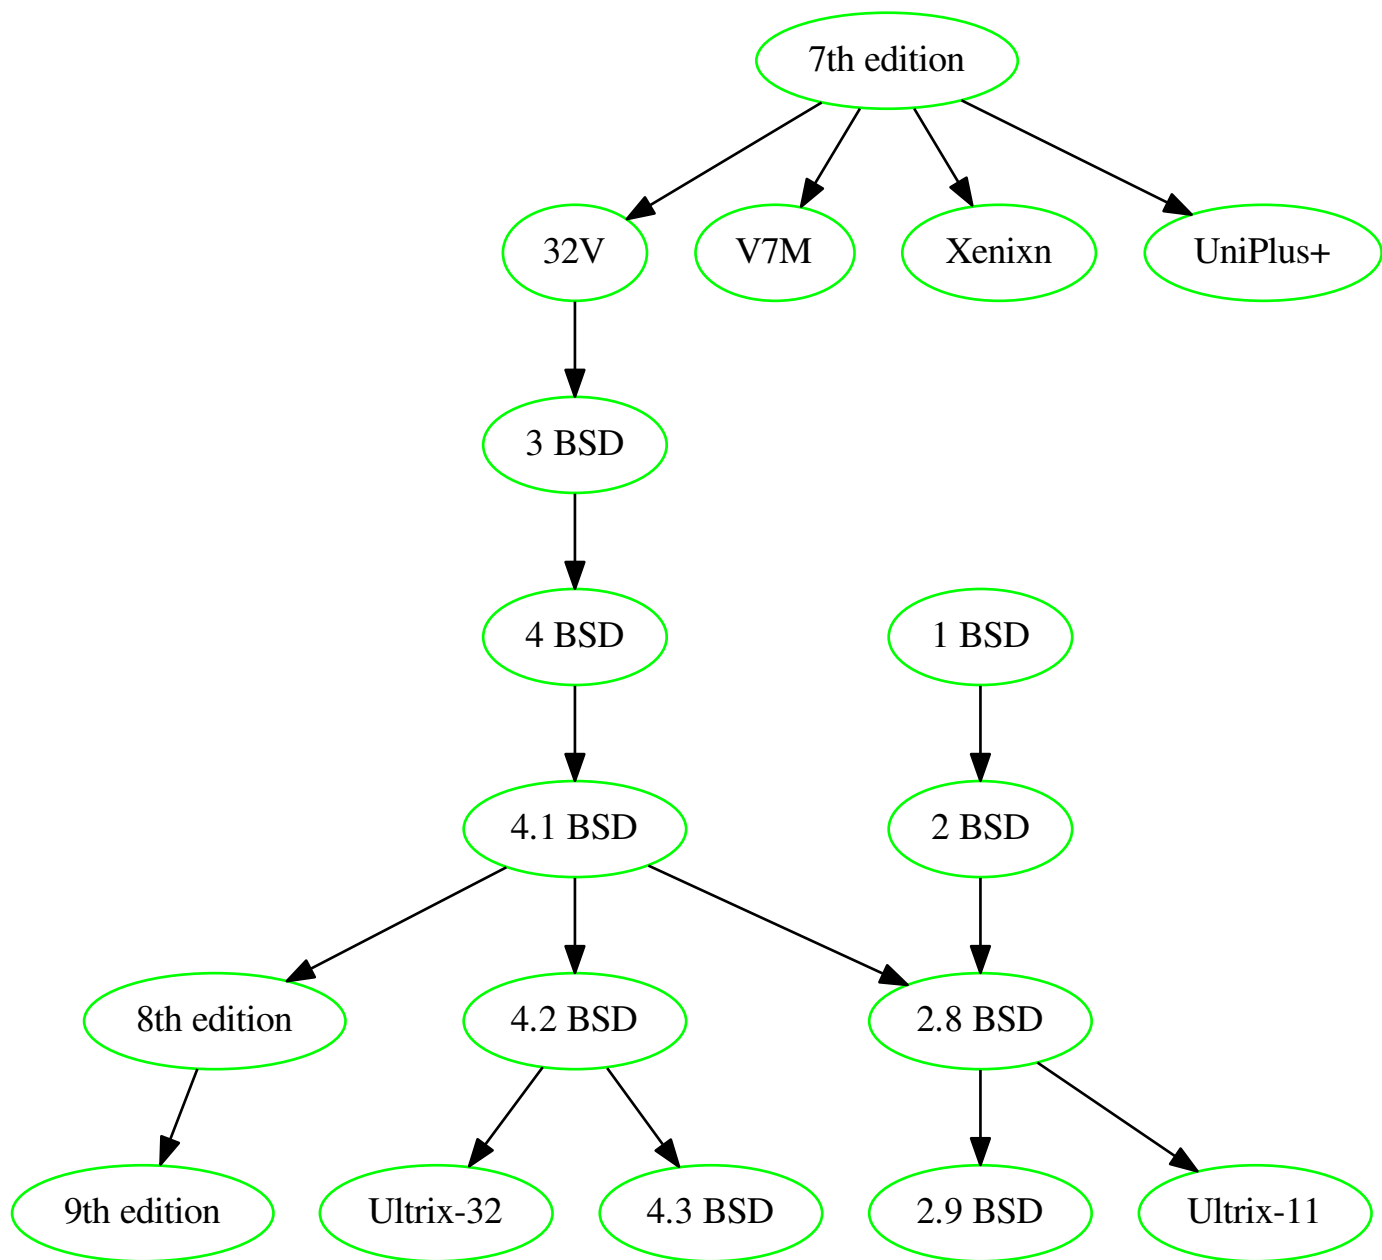 7th edition
32V
V7M
Xenixn
UniPlus+
3 BSD
4 BSD
1 BSD
4.1 BSD
2 BSD
8th edition
4.2 BSD
2.8 BSD
9th edition
Ultrix-32
4.3 BSD
2.9 BSD
Ultrix-11